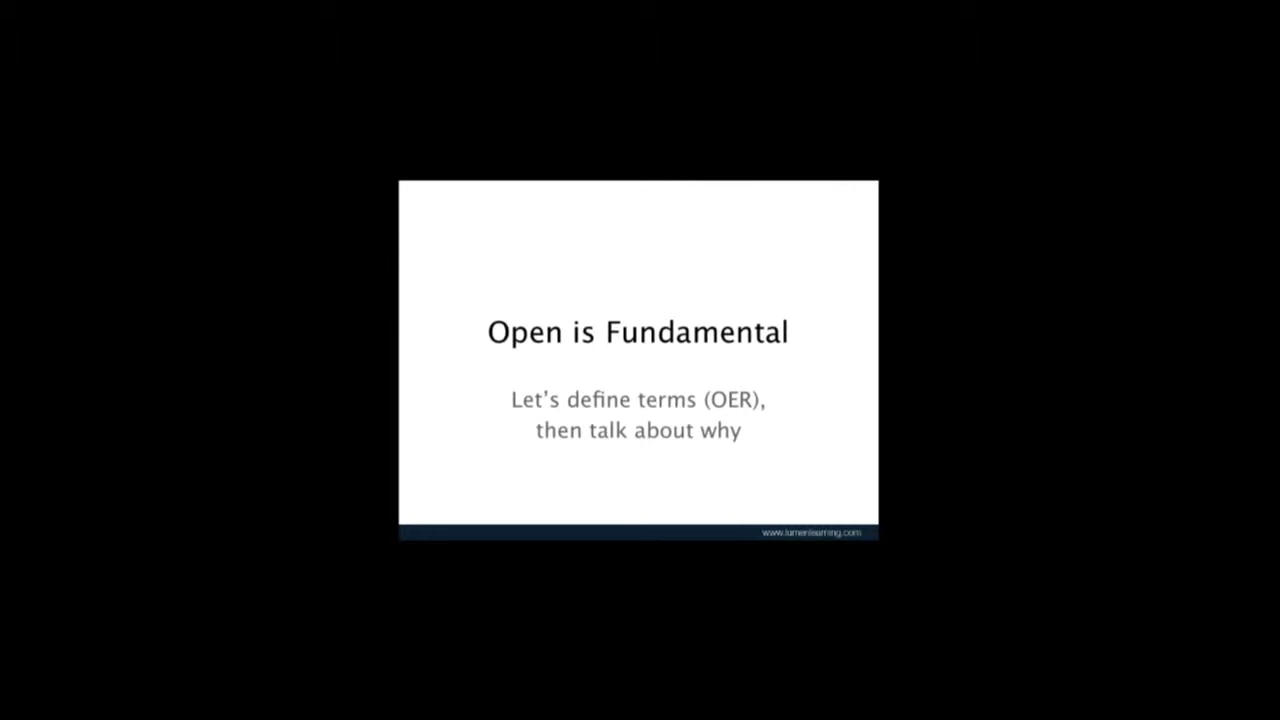 Open is Fundamental
Let's define terms (OER),
then talk about why
www.lumenlearning.com